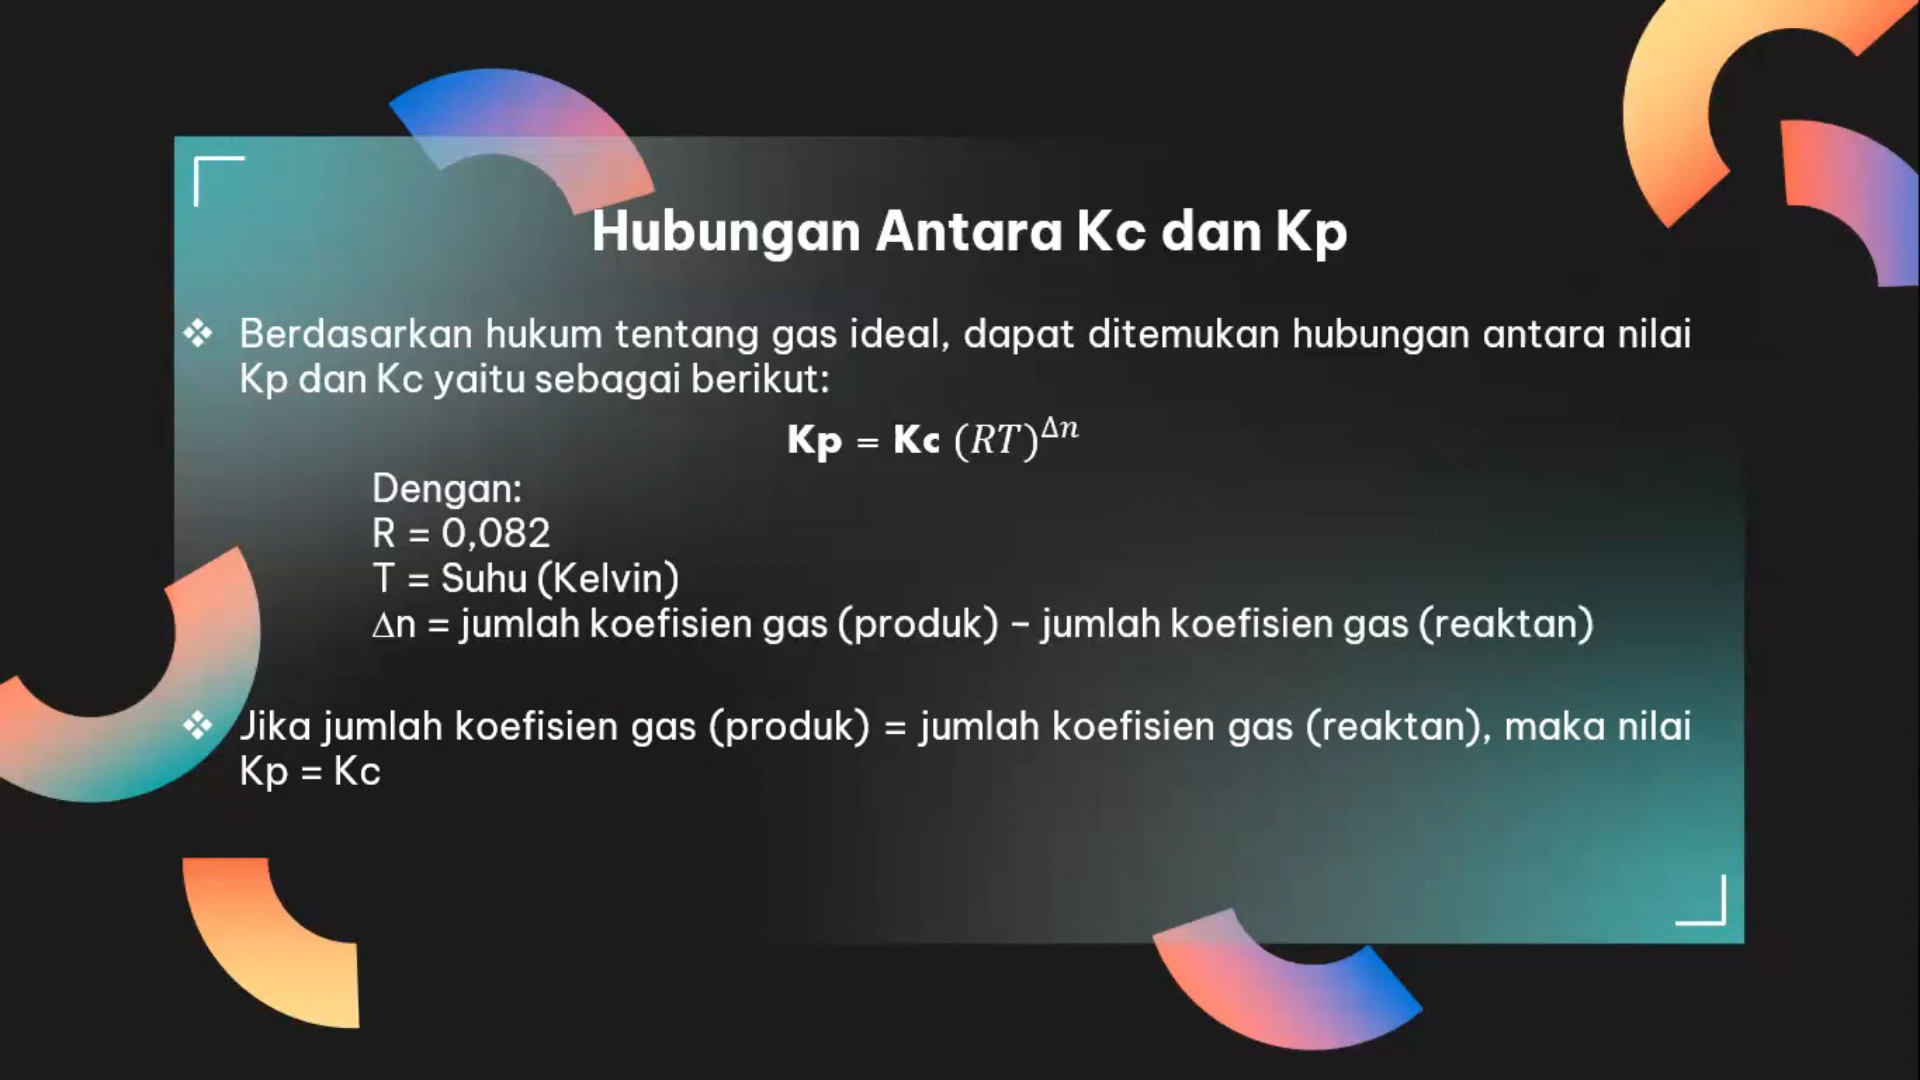 Hubungan Antara Kc dan Kp
❖ Berdasarkan hukum tentang gas ideal, dapat ditemukan hubungan antara nilai
Kp dan Kc yaitu sebagai berikut:
Kp = Kc (RT)^Δn
Dengan:
R = 0,082
T = Suhu (Kelvin)
Δn = jumlah koefisien gas (produk) – jumlah koefisien gas (reaktan)
❖ Jika jumlah koefisien gas (produk) = jumlah koefisien gas (reaktan), maka nilai
Kp = Kc